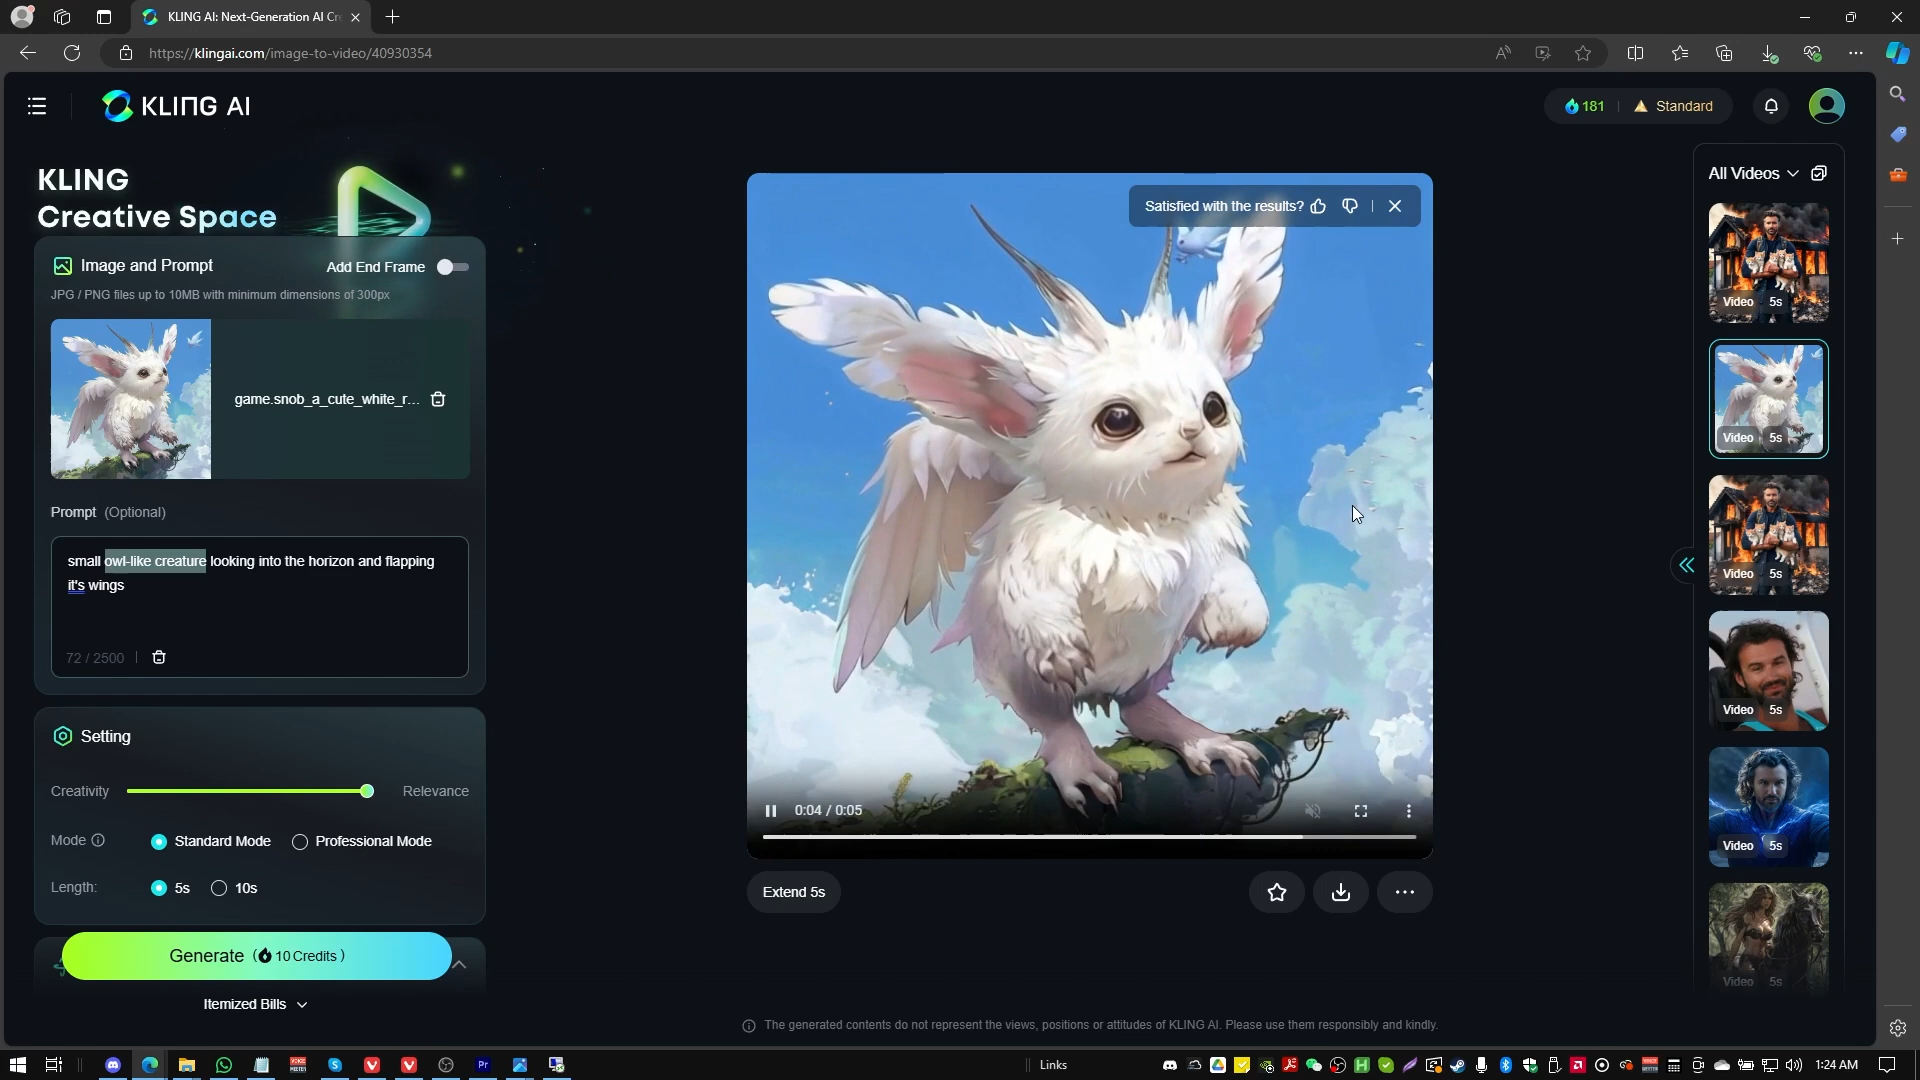 KLING AI: Next-Generation AI Cr
https://klingai.com/image-to-video/40930354
KLING AI
181
Standard
KLING
Creative Space
Image and Prompt
Add End Frame
JPG / PNG files up to 10MB with minimum dimensions of 300px
game.snob_a_cute_white_r...
Prompt (Optional)
small owl-like creature looking into the horizon and flapping
it's wings
72 / 2500
Setting
Creativity
Relevance
Mode
Standard Mode
Professional Mode
Length:
5s
10s
Generate ( 10 Credits )
Itemized Bills
Satisfied with the results?
0:04 / 0:05
Extend 5s
The generated contents do not represent the views, positions or attitudes of KLING AI. Please use them responsibly and kindly.
All Videos
Video 5s
Video 5s
Video 5s
Video 5s
Video 5s
Video 5s
Pr
Links
1:24 AM